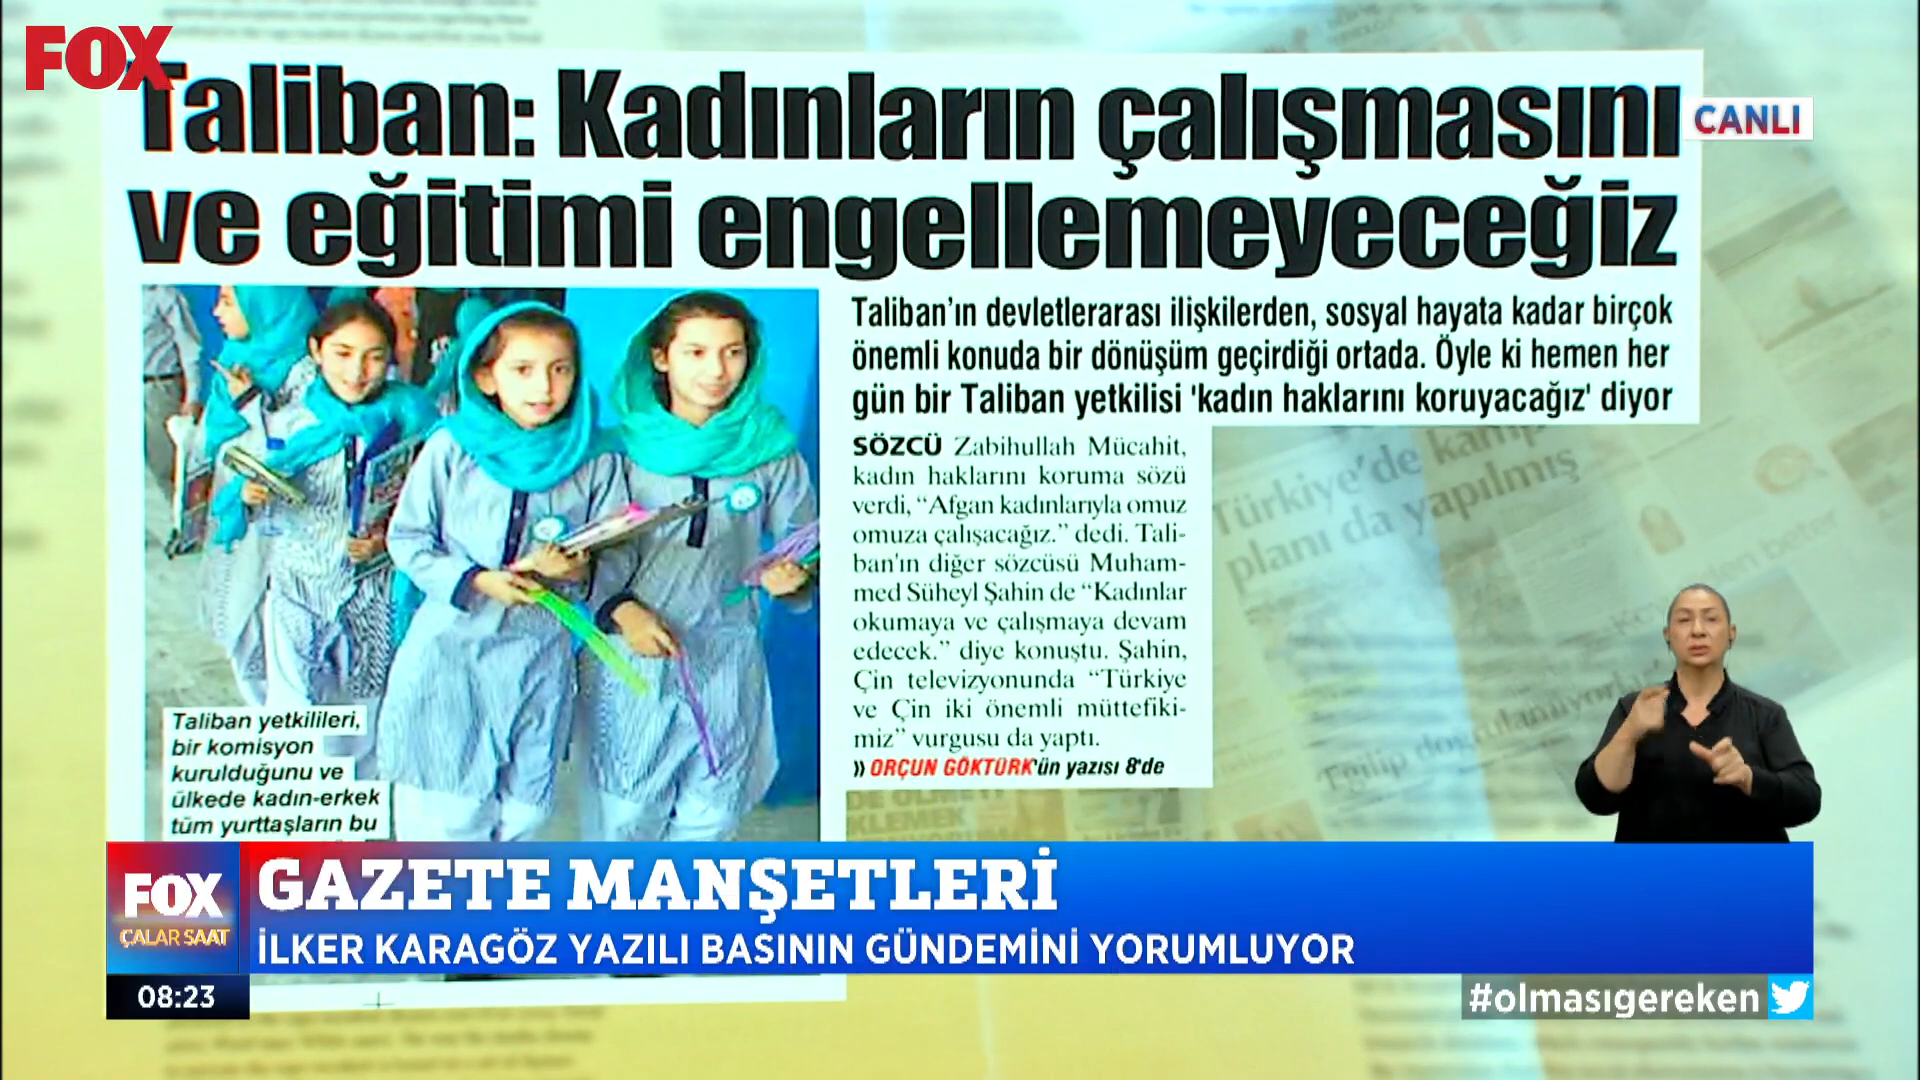 FOX
Taliban: Kadınların çalışmasını
ve eğitimi engellemeyeceğiz
CANLI
Taliban'ın devletlerarası ilişkilerden, sosyal hayata kadar birçok
önemli konuda bir dönüşüm geçirdiği ortada. Öyle ki hemen her
gün bir Taliban yetkilisi 'kadın haklarını koruyacağız' diyor
SÖZCÜ Zabihullah Mücahit,
kadın haklarını koruma sözü
verdi, “Afgan kadınlarıyla omuz
omuza çalışacağız.” dedi. Tali-
ban'ın diğer sözcüsü Muham-
med Süheyl Şahin de “Kadınlar
okumaya ve çalışmaya devam
edecek.” diye konuştu. Şahin,
Çin televizyonunda “Türkiye
ve Çin iki önemli müttefiki-
miz” vurgusu da yaptı.
» ORÇUN GÖKTÜRK'ün yazısı 8'de
Taliban yetkilileri,
bir komisyon
kurulduğunu ve
ülkede kadın-erkek
tüm yurttaşların bu
Türkiye'de kamp
planı da yapılmış
FOX
ÇALAR SAAT
GAZETE MANŞETLERİ
İLKER KARAGÖZ YAZILI BASININ GÜNDEMİNİ YORUMLUYOR
08:23
#olmasıgereken